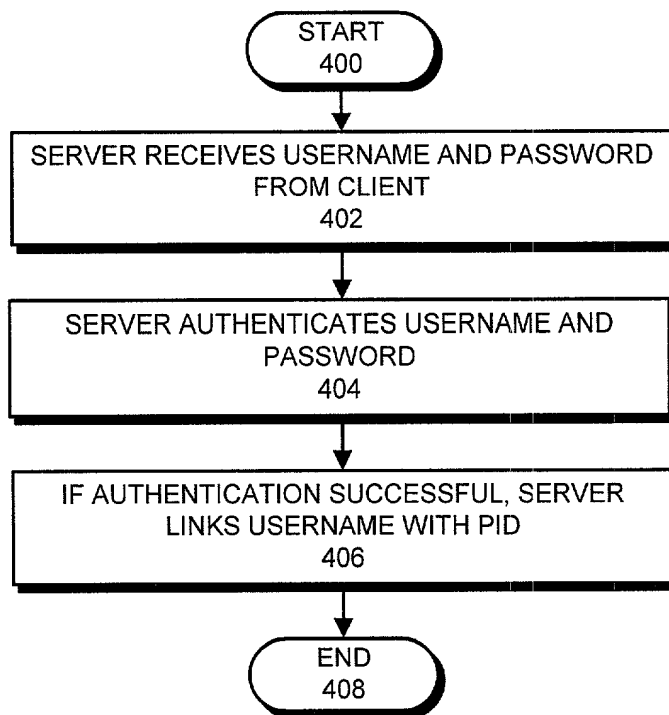 START
400
SERVER RECEIVES USERNAME AND PASSWORD
FROM CLIENT
402
SERVER AUTHENTICATES USERNAME AND
PASSWORD
404
IF AUTHENTICATION SUCCESSFUL, SERVER
LINKS USERNAME WITH PID
406
END
408